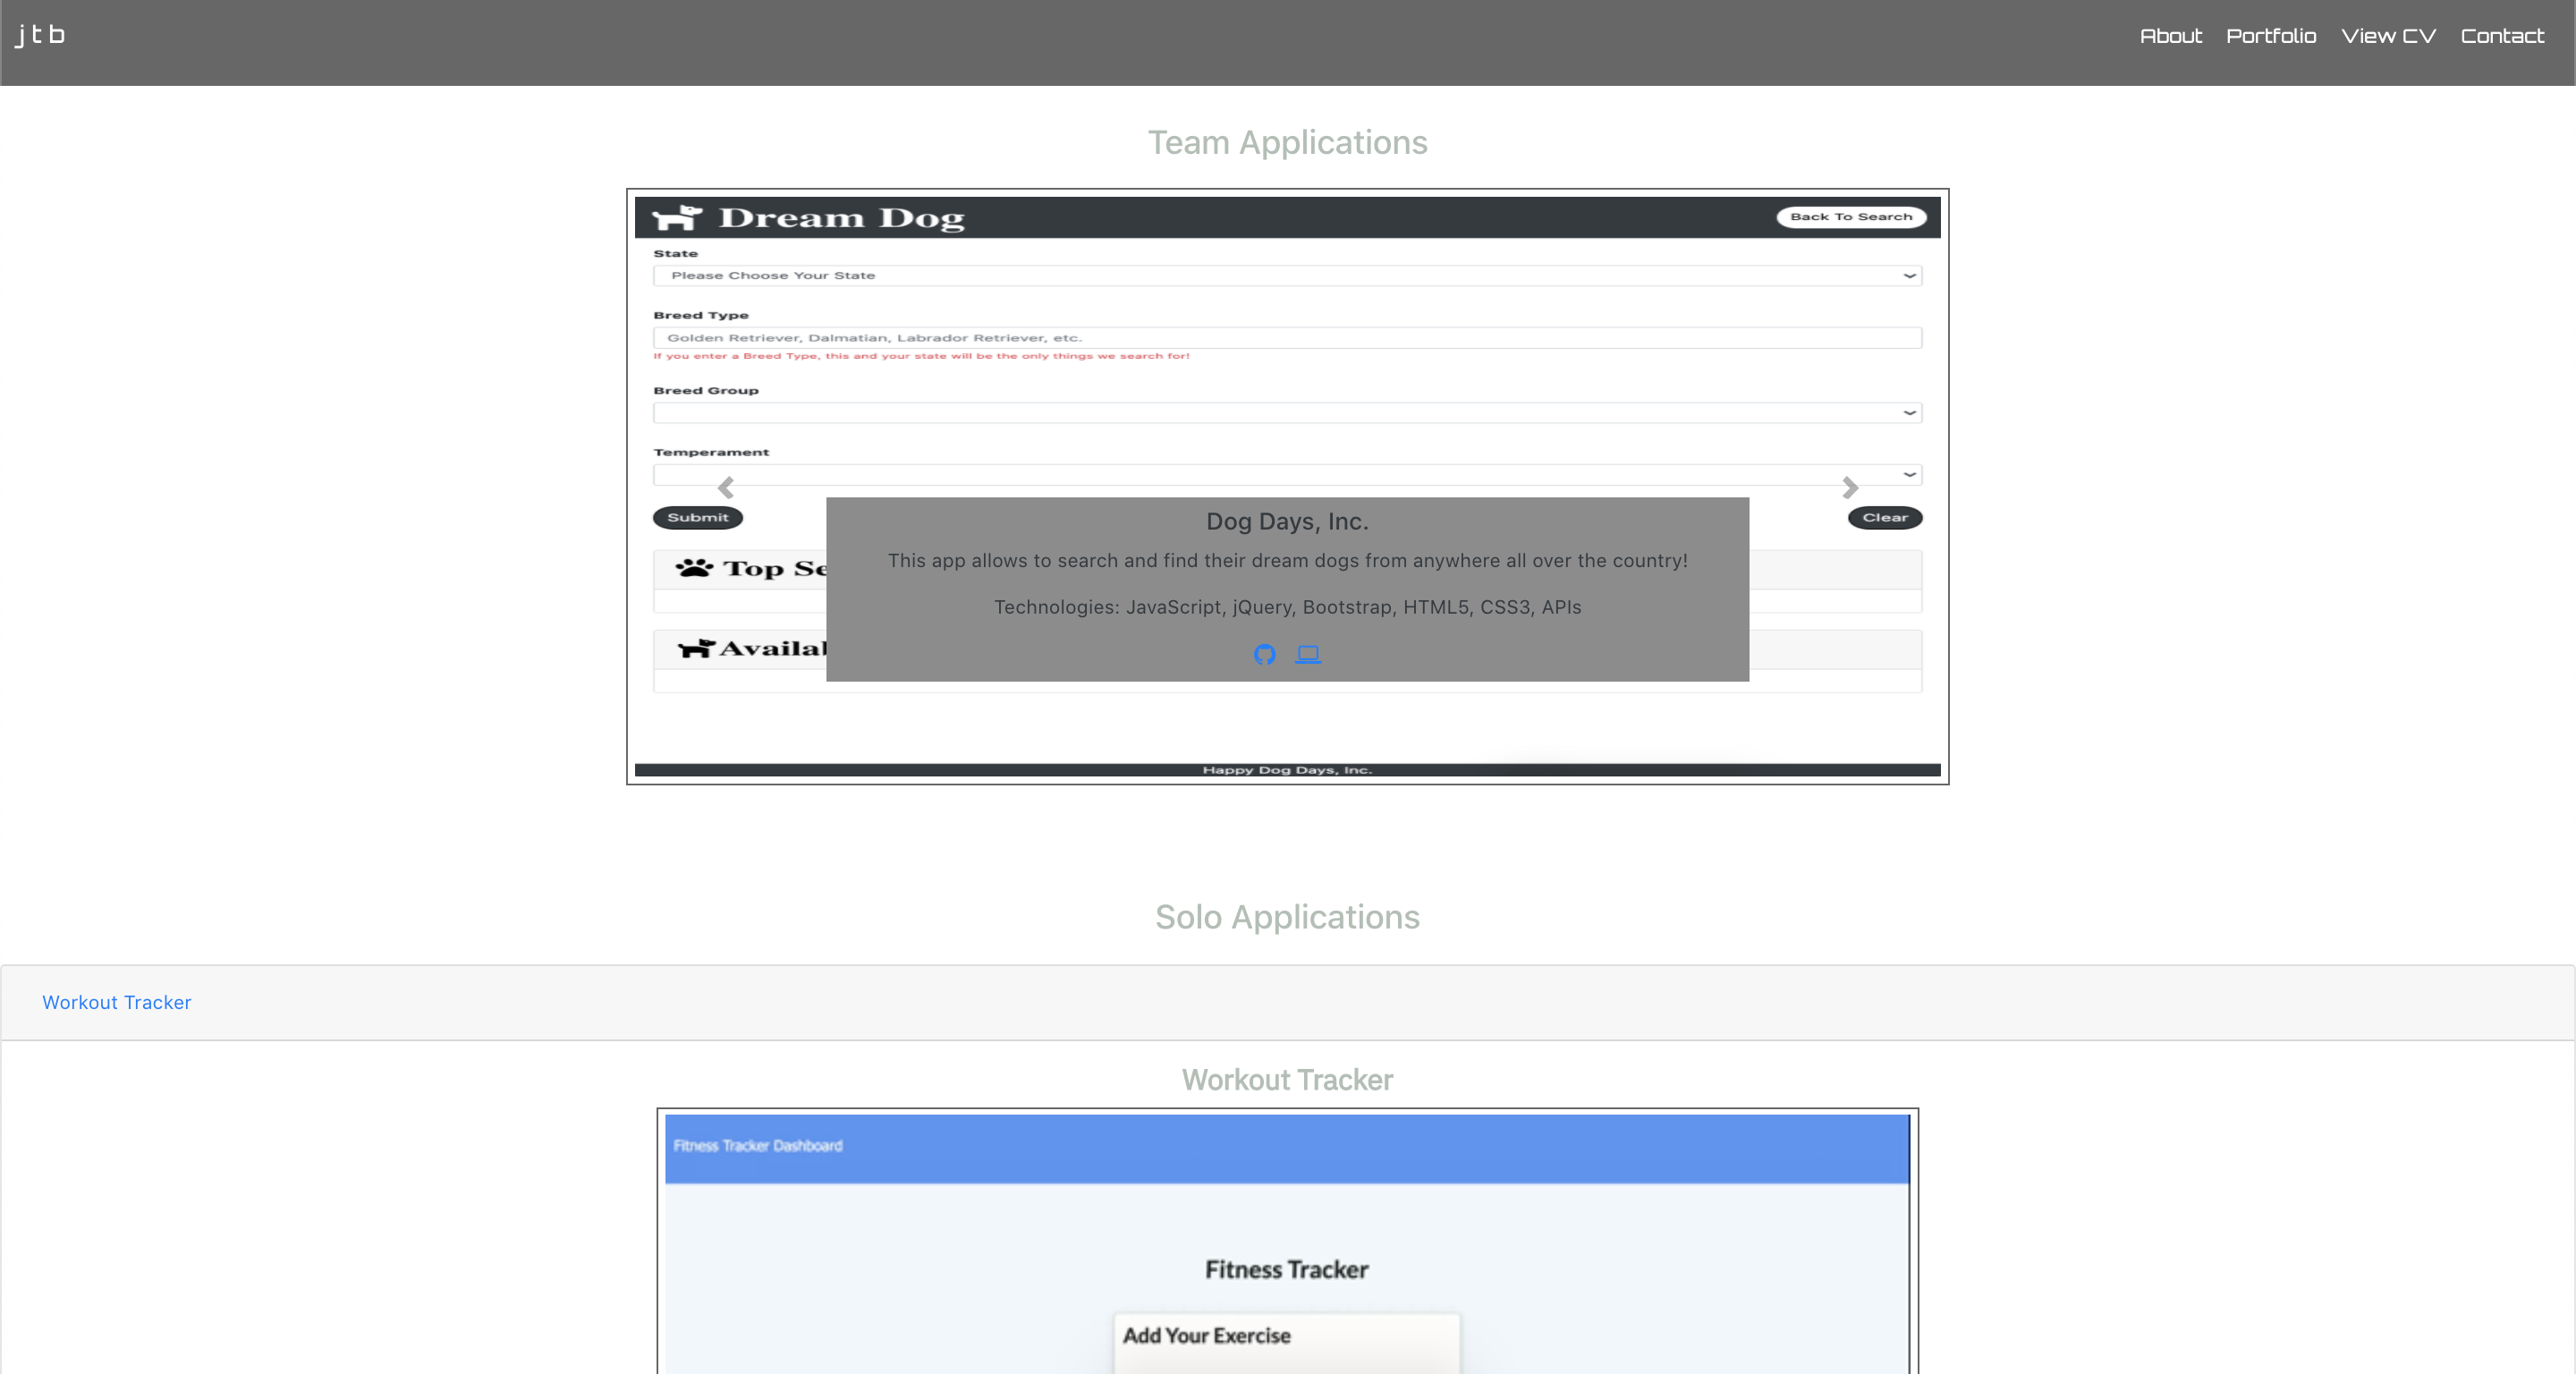 jtb
About Portfolio View CV Contact
Team Applications
Dream Dog
Back To Search
State
Please Choose Your State
Breed Type
Golden Retriever, Dalmatian, Labrador Retriever, etc.
If you enter a Breed Type, this and your state will be the only things we search for!
Breed Group
Temperament
Submit
Clear
Dog Days, Inc.
This app allows to search and find their dream dogs from anywhere all over the country!
Technologies: JavaScript, jQuery, Bootstrap, HTML5, CSS3, APIs
Top Se
Availal
Happy Dog Days, Inc.
Solo Applications
Workout Tracker
Workout Tracker
Fitness Tracker Dashboard
Fitness Tracker
Add Your Exercise